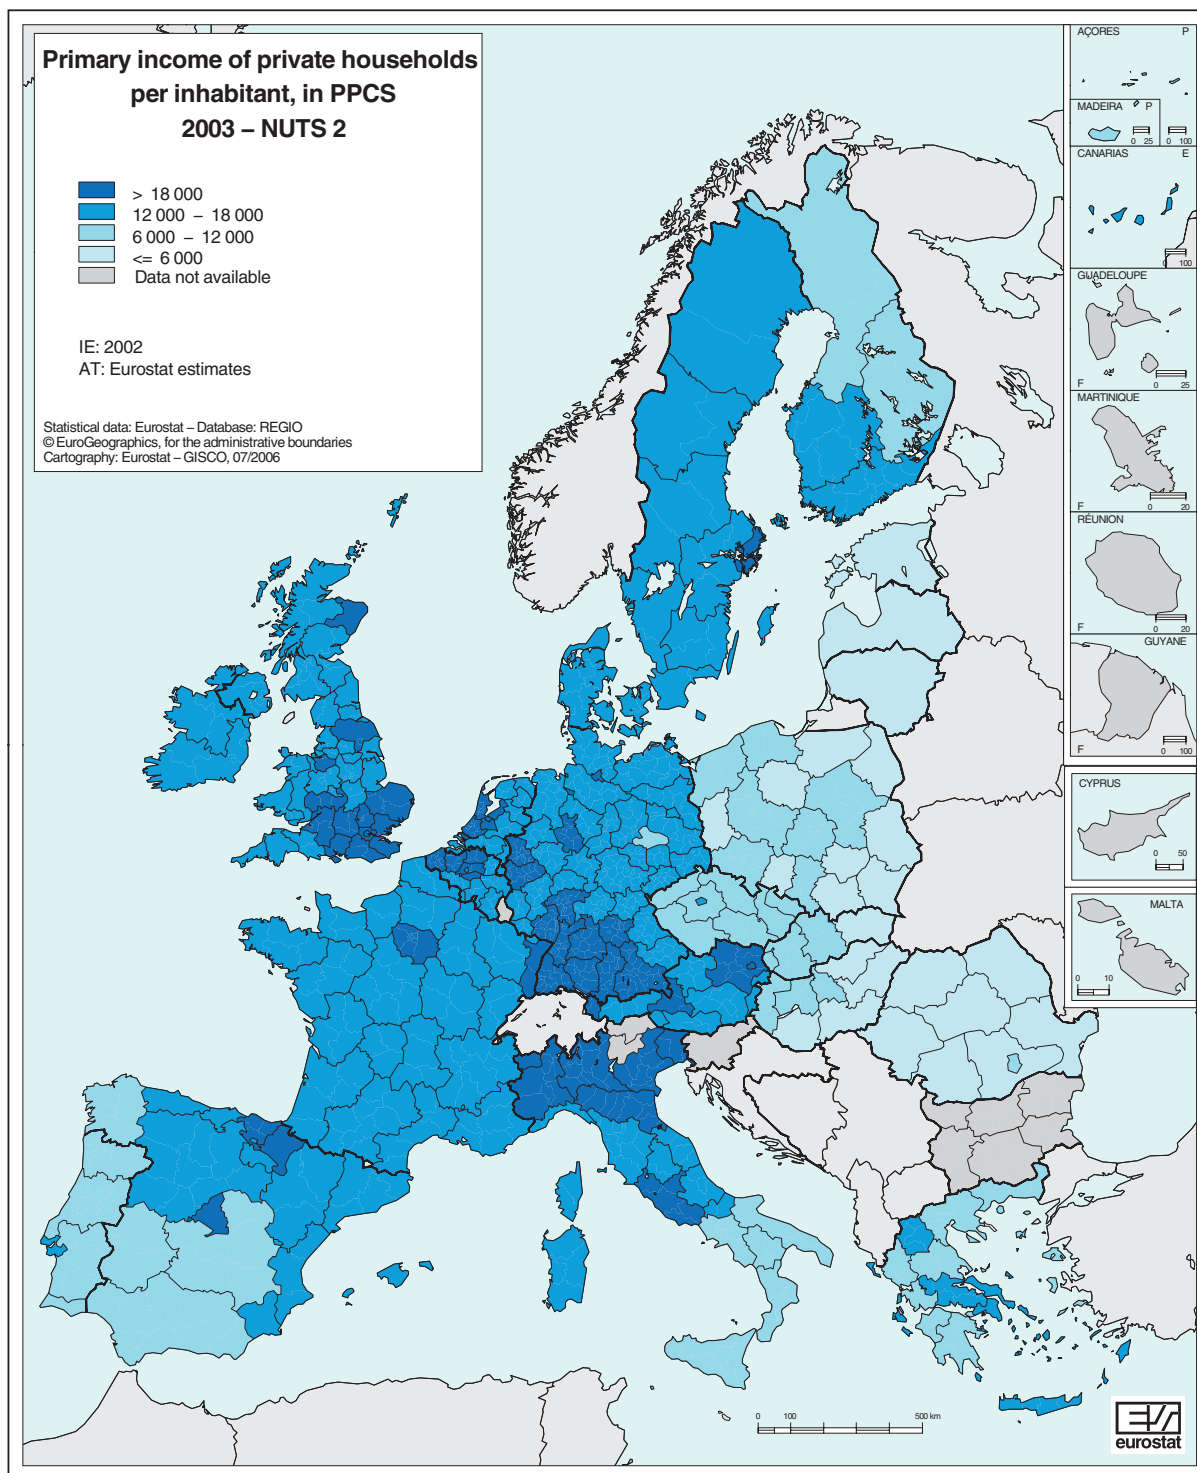 Primary income of private households
per inhabitant, in PPCS
2003 – NUTS 2
> 18 000
12 000 – 18 000
6 000 – 12 000
<= 6 000
Data not available
IE: 2002
AT: Eurostat estimates
Statistical data: Eurostat – Database: REGIO
© EuroGeographics, for the administrative boundaries
Cartography: Eurostat – GISCO, 07/2006
AÇORES P
MADEIRA P
0 25 0 100
CANARIAS E
0 100
GUADELOUPE
F 0 25
MARTINIQUE
F 0 20
RÉUNION
F 0 20
GUYANE
F 0 100
CYPRUS
0 50
MALTA
0 10
0 100 500 km
eurostat